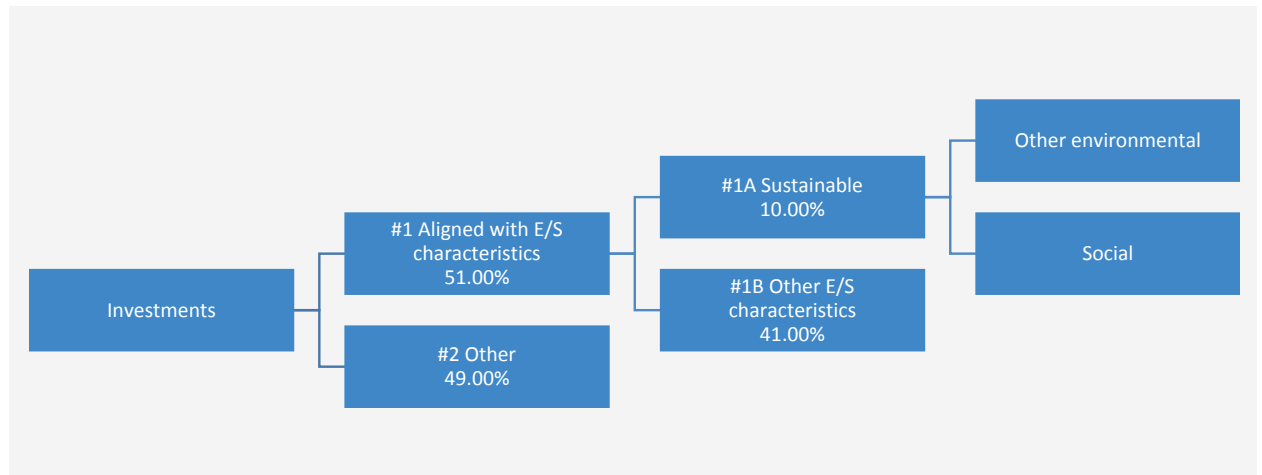 Investments
#1 Aligned with E/S
characteristics
51.00%
#2 Other
49.00%
#1A Sustainable
10.00%
#1B Other E/S
characteristics
41.00%
Other environmental
Social